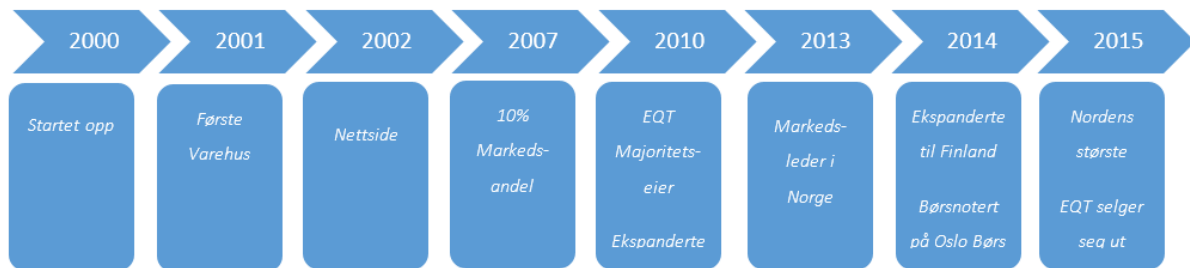 2000
2001
2002
2007
2010
2013
2014
2015
Startet opp
Første
Varehus
Nettside
10%
Markeds-
andel
EQT
Majoritets-
eier
Ekspanderte
Markeds-
leder i
Norge
Ekspanderte
til Finland
Børsnotert
på Oslo Børs
Nordens
største
EQT selger
seg ut